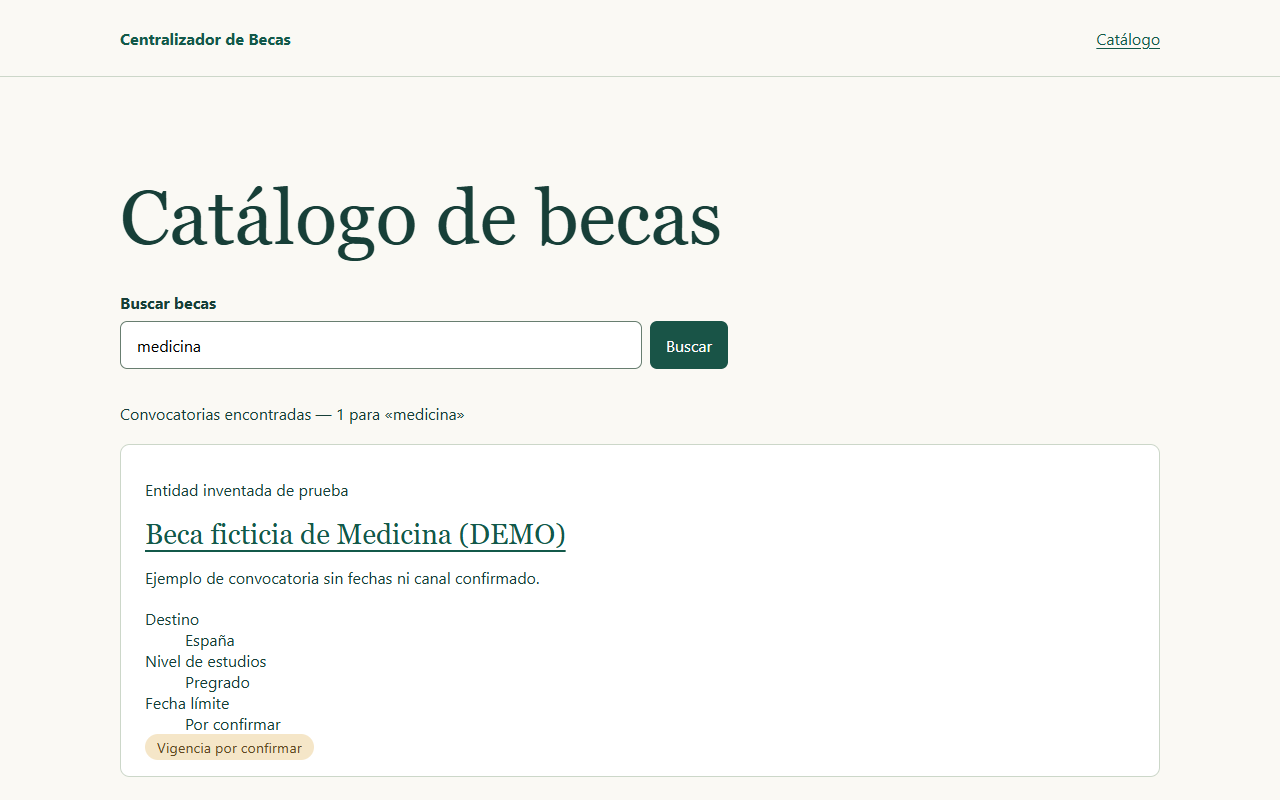 Centralizador de Becas
Catálogo
Catálogo de becas
Buscar becas
medicina
Buscar
Convocatorias encontradas — 1 para «medicina»
Entidad inventada de prueba
Beca ficticia de Medicina (DEMO)
Ejemplo de convocatoria sin fechas ni canal confirmado.
Destino
España
Nivel de estudios
Pregrado
Fecha límite
Por confirmar
Vigencia por confirmar